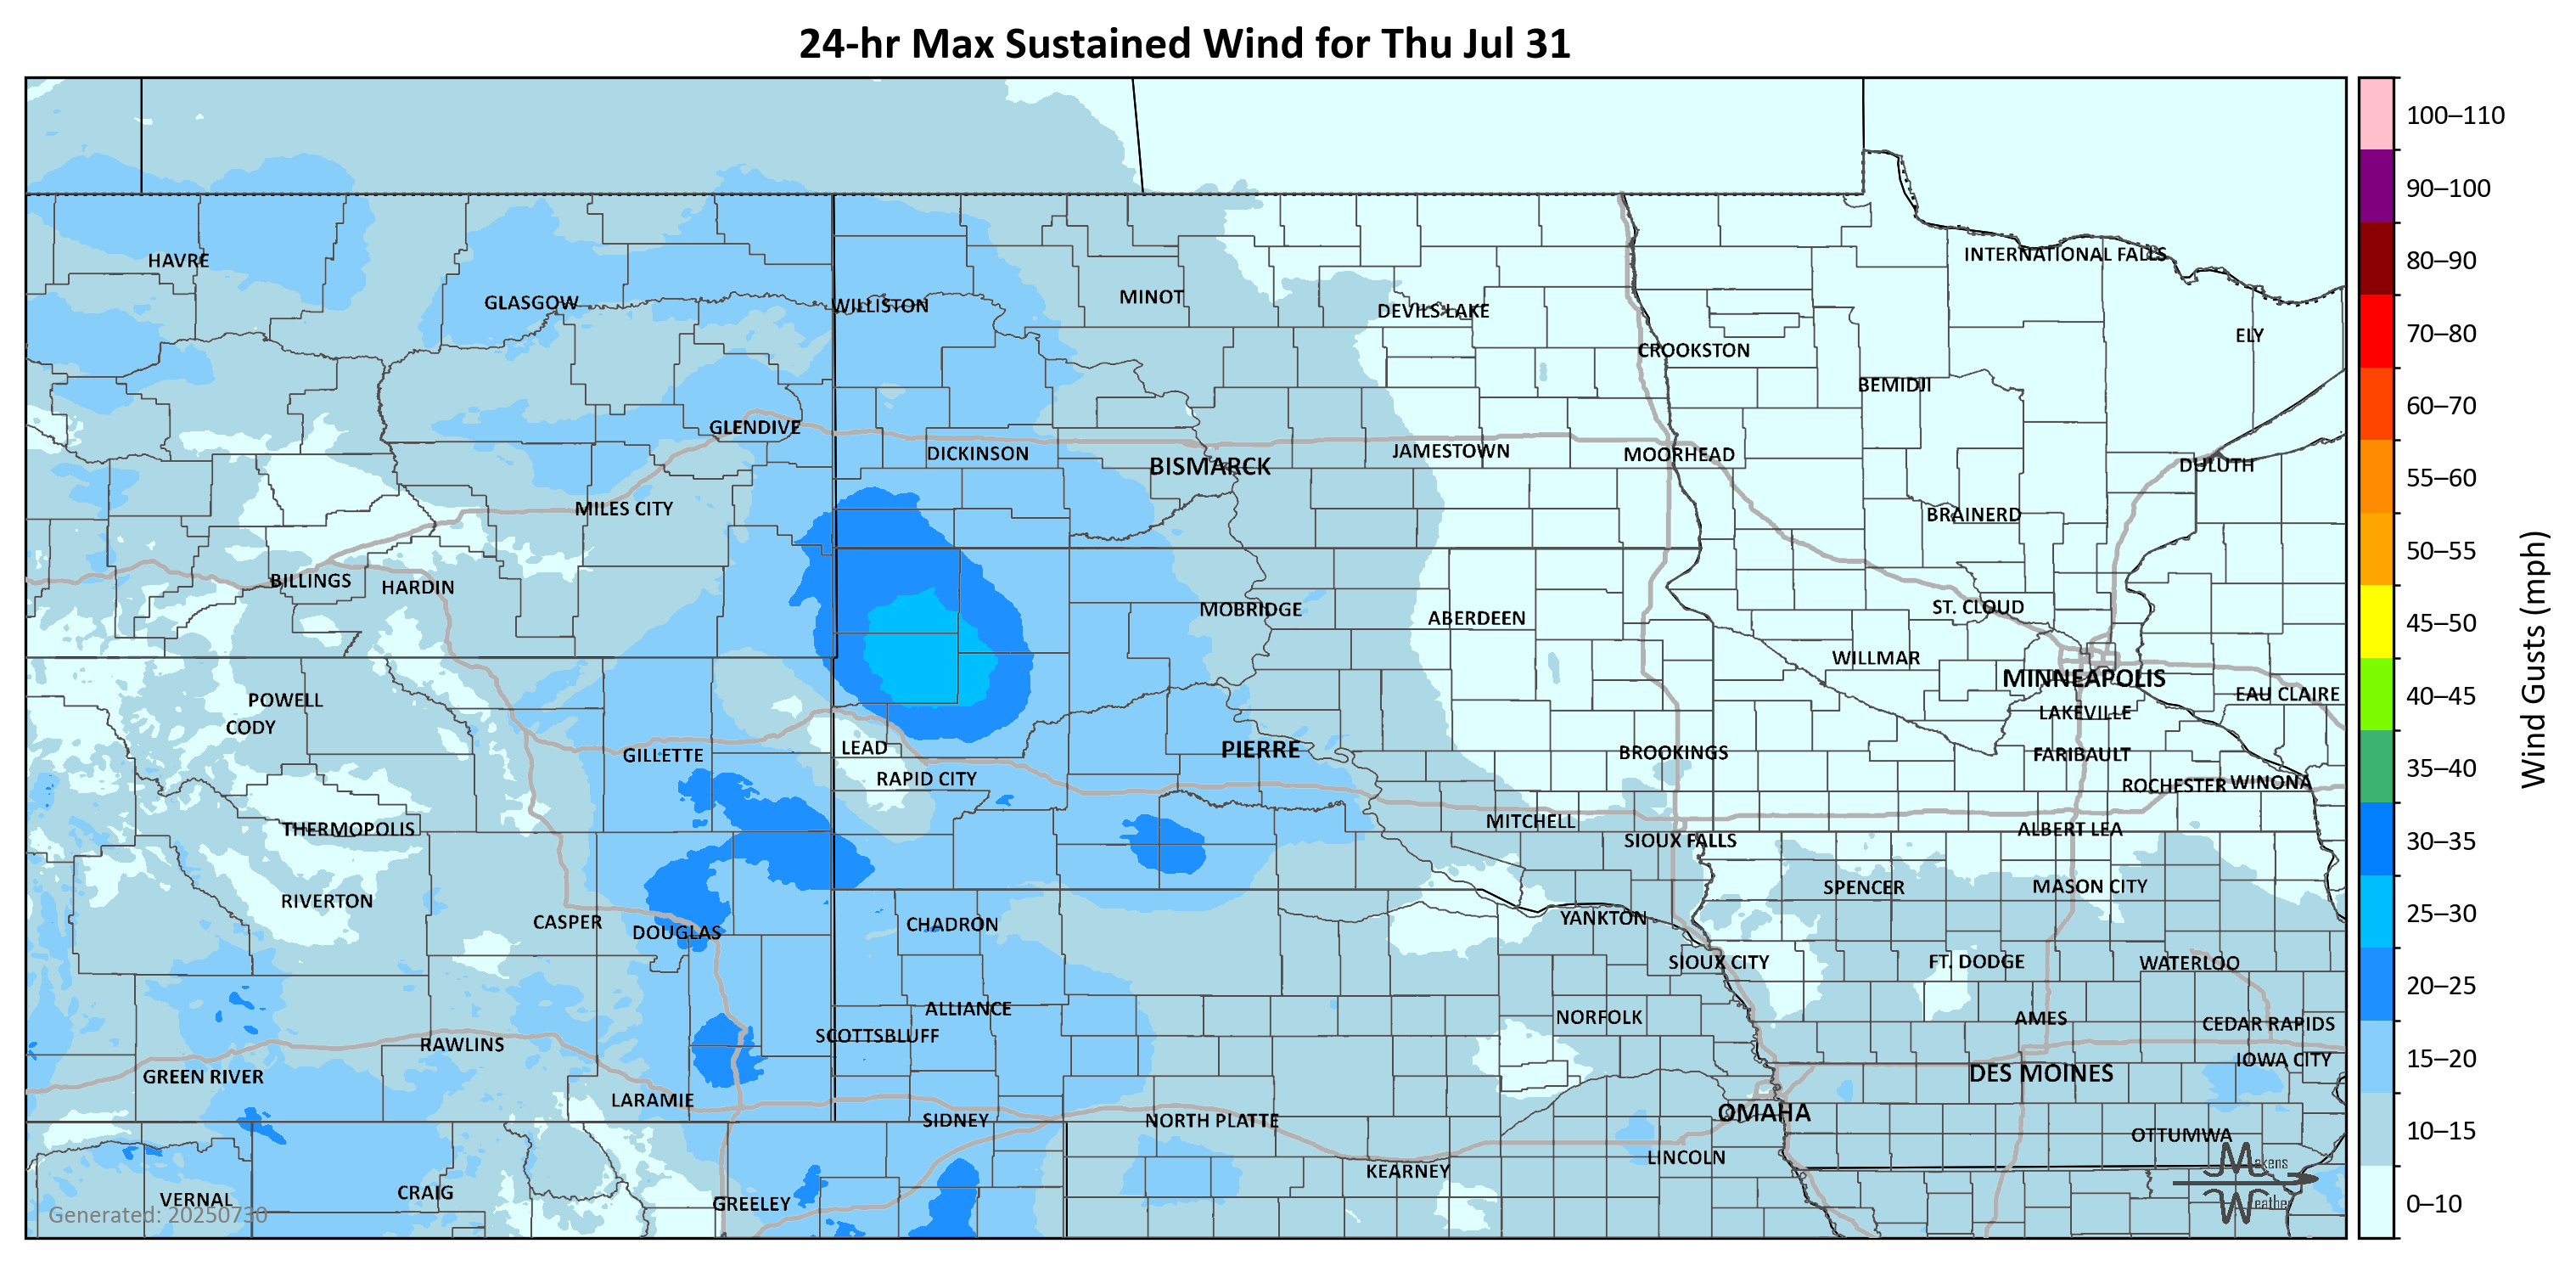 24-hr Max Sustained Wind for Thu Jul 31
100–110
90–100
80–90
70–80
60–70
55–60
50–55
45–50
40–45
35–40
30–35
25–30
20–25
15–20
10–15
0–10
Wind Gusts (mph)
HAVRE
INTERNATIONAL FALLS
GLASGOW
WILLISTON
MINOT
DEVILS LAKE
ELY
CROOKSTON
BEMIDJI
GLENDIVE
DICKINSON
BISMARCK
JAMESTOWN
MOORHEAD
DULUTH
MILES CITY
BRAINERD
BILLINGS
HARDIN
MOBRIDGE
ABERDEEN
ST. CLOUD
WILLMAR
MINNEAPOLIS
EAU CLAIRE
POWELL
CODY
LAKEVILLE
GILLETTE
LEAD
PIERRE
BROOKINGS
FARIBAULT
RAPID CITY
ROCHESTER
WINONA
THERMOPOLIS
MITCHELL
ALBERT LEA
SIOUX FALLS
RIVERTON
SPENCER
MASON CITY
CASPER
DOUGLAS
CHADRON
YANKTON
SIOUX CITY
FT. DODGE
WATERLOO
ALLIANCE
NORFOLK
AMES
CEDAR RAPIDS
RAWLINS
SCOTTSBLUFF
IOWA CITY
GREEN RIVER
DES MOINES
LARAMIE
SIDNEY
NORTH PLATTE
OMAHA
OTTUMWA
KEARNEY
LINCOLN
VERNAL
CRAIG
GREELEY
Makens
Weather
Generated: 20250730